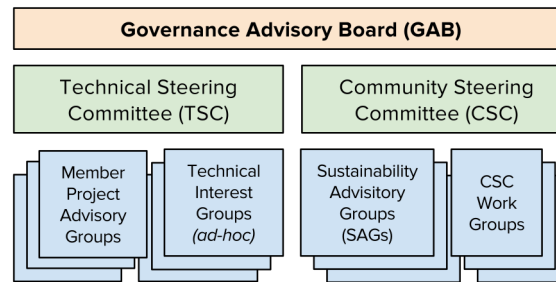 Governance Advisory Board (GAB)
Technical Steering
Committee (TSC)
Community Steering
Committee (CSC)
Member
Project
Advisory
Groups
Technical
Interest
Groups
(ad-hoc)
Sustainability
Advisitory
Groups
(SAGs)
CSC
Work
Groups